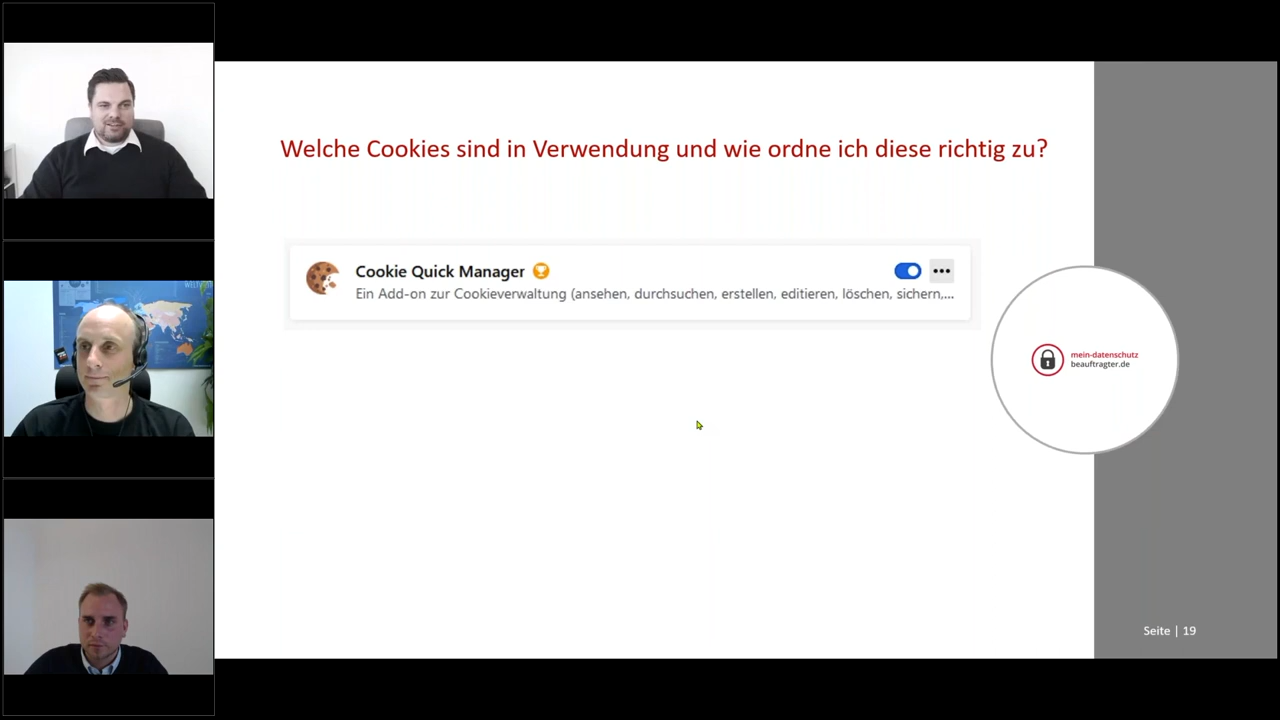 Welche Cookies sind in Verwendung und wie ordne ich diese richtig zu?
Cookie Quick Manager
Ein Add-on zur Cookieverwaltung (ansehen, durchsuchen, erstellen, editieren, löschen, sichern,...
mein-datenschutz
beauftragter.de
Seite | 19